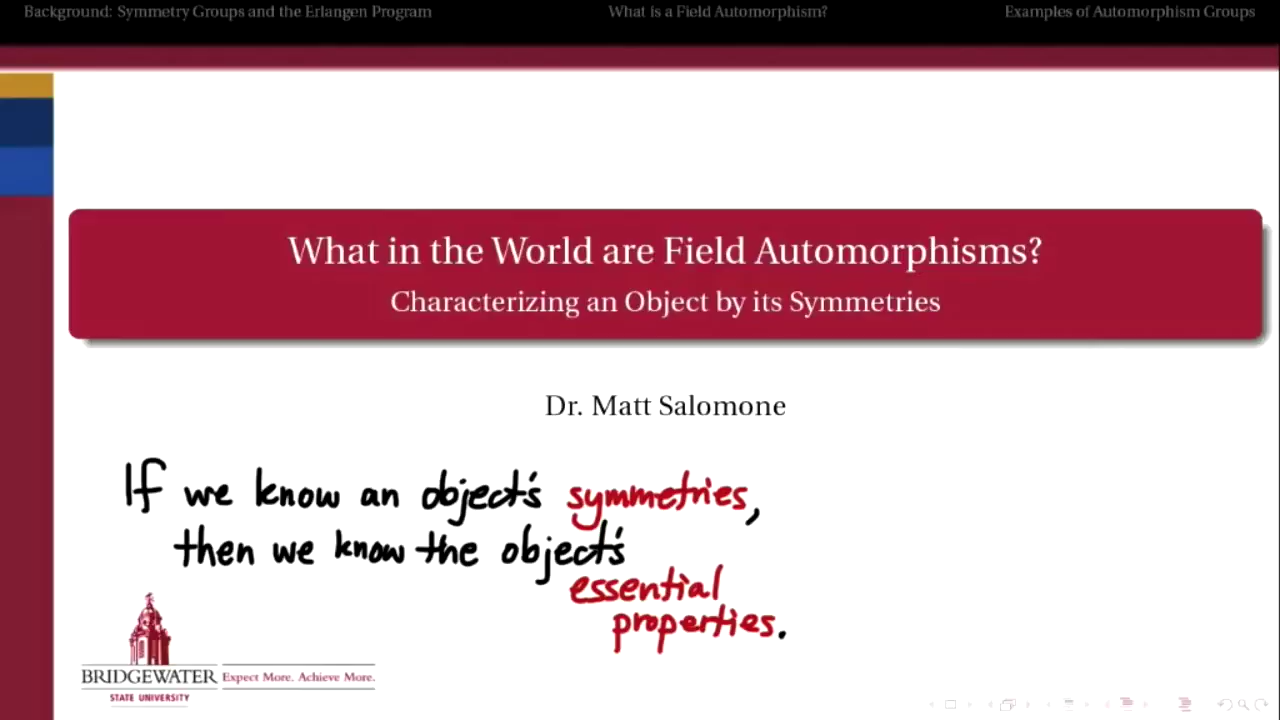 Background: Symmetry Groups and the Erlangen Program What is a Field Automorphism? Examples of Automorphism Groups
What in the World are Field Automorphisms?
Characterizing an Object by its Symmetries
Dr. Matt Salomone
If we know an object's symmetries,
then we know the object's
essential
properties.
BRIDGEWATER Expect More. Achieve More.
STATE UNIVERSITY